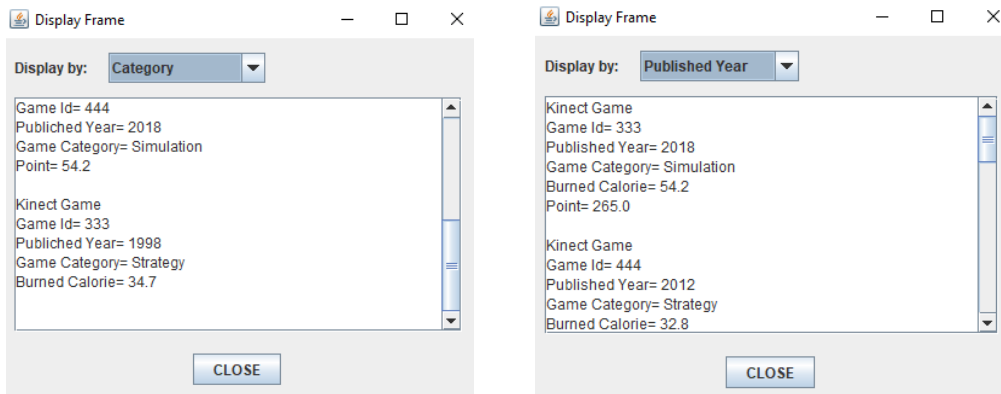 Display Frame
Display by: Category
Game Id= 444
Publiched Year= 2018
Game Category= Simulation
Point= 54.2
Kinect Game
Game Id= 333
Publiched Year= 1998
Game Category= Strategy
Burned Calorie= 34.7
CLOSE
Display Frame
Display by: Published Year
Kinect Game
Game Id= 333
Published Year= 2018
Game Category= Simulation
Burned Calorie= 54.2
Point= 265.0
Kinect Game
Game Id= 444
Published Year= 2012
Game Category= Strategy
Burned Calorie= 32.8
CLOSE